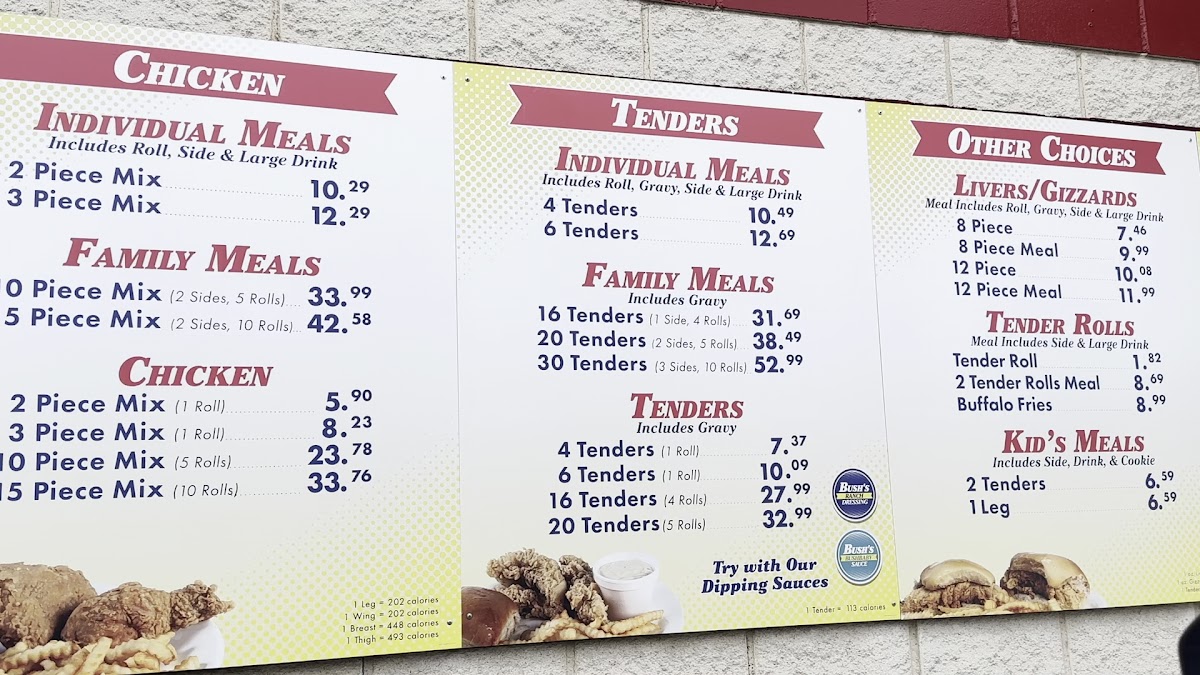 CHICKEN
INDIVIDUAL MEALS
Includes Roll, Side & Large Drink
2 Piece Mix 10.29
3 Piece Mix 12.29
FAMILY MEALS
10 Piece Mix (2 Sides, 5 Rolls) 33.99
5 Piece Mix (2 Sides, 10 Rolls) 42.58
CHICKEN
2 Piece Mix (1 Roll) 5.90
3 Piece Mix (1 Roll) 8.23
10 Piece Mix (5 Rolls) 23.78
15 Piece Mix (10 Rolls) 33.76
1 Leg = 202 calories
1 Wing = 202 calories
1 Breast = 448 calories
1 Thigh = 493 calories
TENDERS
INDIVIDUAL MEALS
Includes Roll, Gravy, Side & Large Drink
4 Tenders 10.49
6 Tenders 12.69
FAMILY MEALS
Includes Gravy
16 Tenders (1 Side, 4 Rolls) 31.69
20 Tenders (2 Sides, 5 Rolls) 38.49
30 Tenders (3 Sides, 10 Rolls) 52.99
TENDERS
Includes Gravy
4 Tenders (1 Roll) 7.37
6 Tenders (1 Roll) 10.09
16 Tenders (4 Rolls) 27.99
20 Tenders (5 Rolls) 32.99
BUSH'S
RANCH
DRESSING
BUSH'S
SAUCE
Try with Our
Dipping Sauces
1 Tender = 113 calories
OTHER CHOICES
LIVERS/GIZZARDS
Meal Includes Roll, Gravy, Side & Large Drink
8 Piece 7.46
8 Piece Meal 9.99
12 Piece 10.08
12 Piece Meal 11.99
TENDER ROLLS
Meal Includes Side & Large Drink
Tender Roll 1.82
2 Tender Rolls Meal 8.69
Buffalo Fries 8.99
KID'S MEALS
Includes Side, Drink, & Cookie
2 Tenders 6.59
1 Leg 6.59